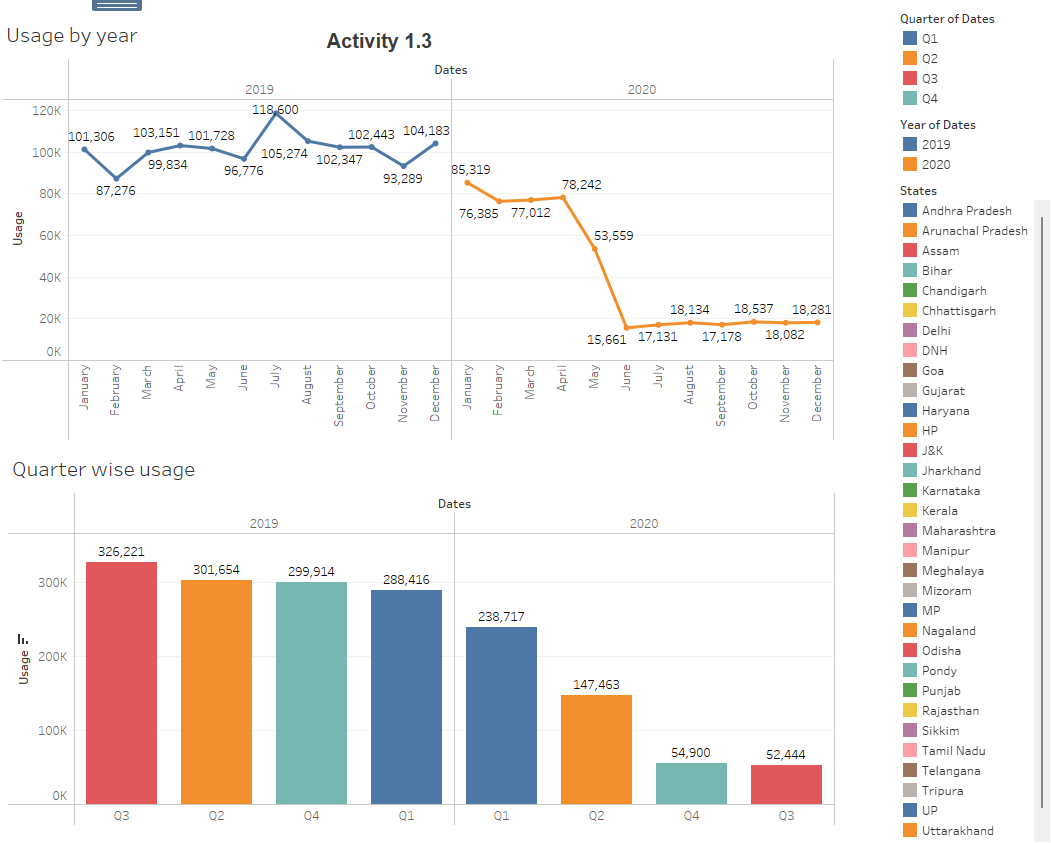 Usage by year
Activity 1.3
Dates
2019 2020
120K
100K
80K
60K
40K
20K
0K
Usage
101,306 87,276 103,151 99,834 101,728 96,776 118,600 105,274 102,347 102,443 93,289 104,183
85,319 76,385 77,012 78,242 53,559 15,661 17,131 18,134 17,178 18,537 18,082 18,281
January February March April May June July August September October November December
January February March April May June July August September October November December
Quarter wise usage
Dates
2019 2020
300K
200K
100K
0K
Usage
326,221 301,654 299,914 288,416 238,717 147,463 54,900 52,444
Q3 Q2 Q4 Q1 Q1 Q2 Q4 Q3
Quarter of Dates
Q1
Q2
Q3
Q4
Year of Dates
2019
2020
States
Andhra Pradesh
Arunachal Pradesh
Assam
Bihar
Chandigarh
Chhattisgarh
Delhi
DNH
Goa
Gujarat
Haryana
HP
J&K
Jharkhand
Karnataka
Kerala
Maharashtra
Manipur
Meghalaya
Mizoram
MP
Nagaland
Odisha
Pondy
Punjab
Rajasthan
Sikkim
Tamil Nadu
Telangana
Tripura
UP
Uttarakhand